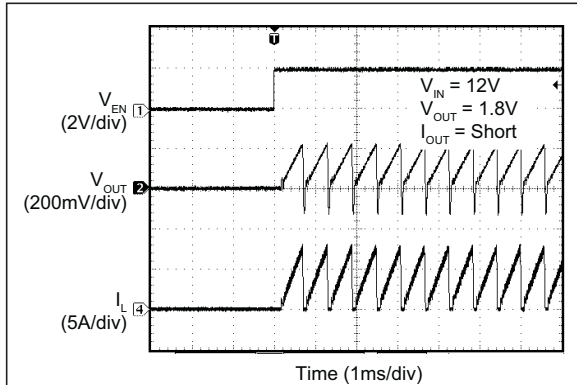 T
V_EN 1
(2V/div)
V_IN = 12V
V_OUT = 1.8V
I_OUT = Short
V_OUT 2
(200mV/div)
I_L 4
(5A/div)
Time (1ms/div)